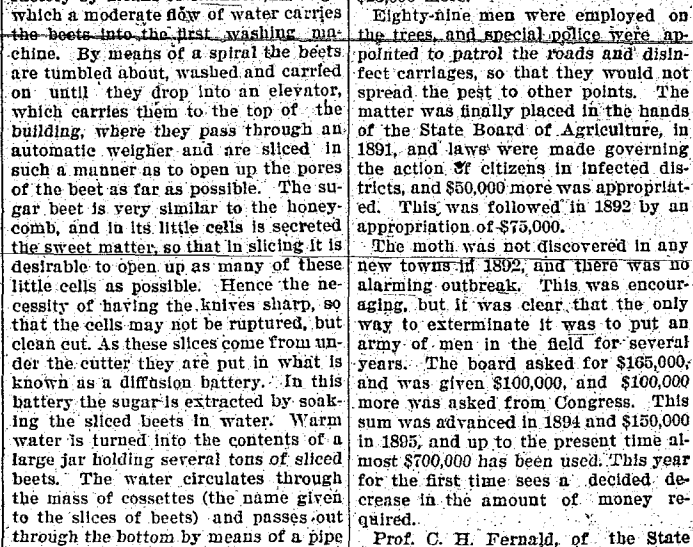 which a moderate flow of water carries
the beets into the first washing ma-
chine. By means of a spiral the beets
are tumbled about, washed and carried
on until they drop into an elevator,
which carries them to the top of the
building, where they pass through an
automatic weigher and are sliced in
such a manner as to open up the pores
of the beet as far as possible. The su-
gar beet is very similar to the honey-
comb, and in its little cells is secreted
the sweet matter, so that in slicing it is
desirable to open up as many of these
little cells as possible. Hence the ne-
cessity of having the knives sharp, so
that the cells may not be ruptured, but
clean cut. As these slices come from un-
der the cutter they are put in what is
known as a diffusion battery. In this
battery the sugar is extracted by soak-
ing the sliced beets in water. Warm
water is turned into the contents of a
large jar holding several tons of sliced
beets. The water circulates through
the mass of cossettes (the name given
to the slices of beets) and passes out
through the bottom by means of a pipe
Eighty-nine men were employed on
the trees, and special police were ap-
pointed to patrol the roads and disin-
fect carriages, so that they would not
spread the pest to other points. The
matter was finally placed in the hands
of the State Board of Agriculture, in
1891, and laws were made governing
the action of citizens in infected dis-
tricts, and $50,000 more was appropriat-
ed. This was followed in 1892 by an
appropriation of $75,000.
The moth was not discovered in any
new towns in 1892, and there was no
alarming outbreak. This was encour-
aging, but it was clear that the only
way to exterminate it was to put an
army of men in the field for several
years. The board asked for $165,000,
and was given $100,000, and $100,000
more was asked from Congress. This
sum was advanced in 1894 and $150,000
in 1895, and up to the present time al-
most $700,000 has been used. This year
for the first time sees a decided de-
crease in the amount of money re-
quired.
Prof. C. H. Fernald, of the State